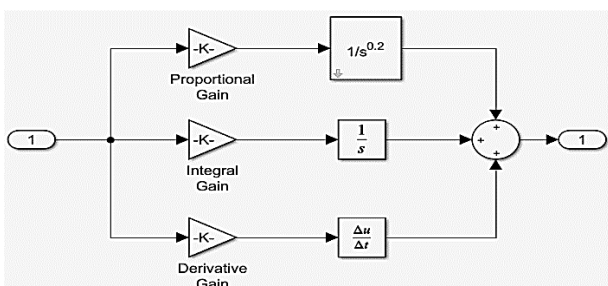 -K-
1/s^0.2
Proportional
Gain
1
-K-
1
s
+
+
+
1
Integral
Gain
-K-
Δu
Δt
Derivative
Gain